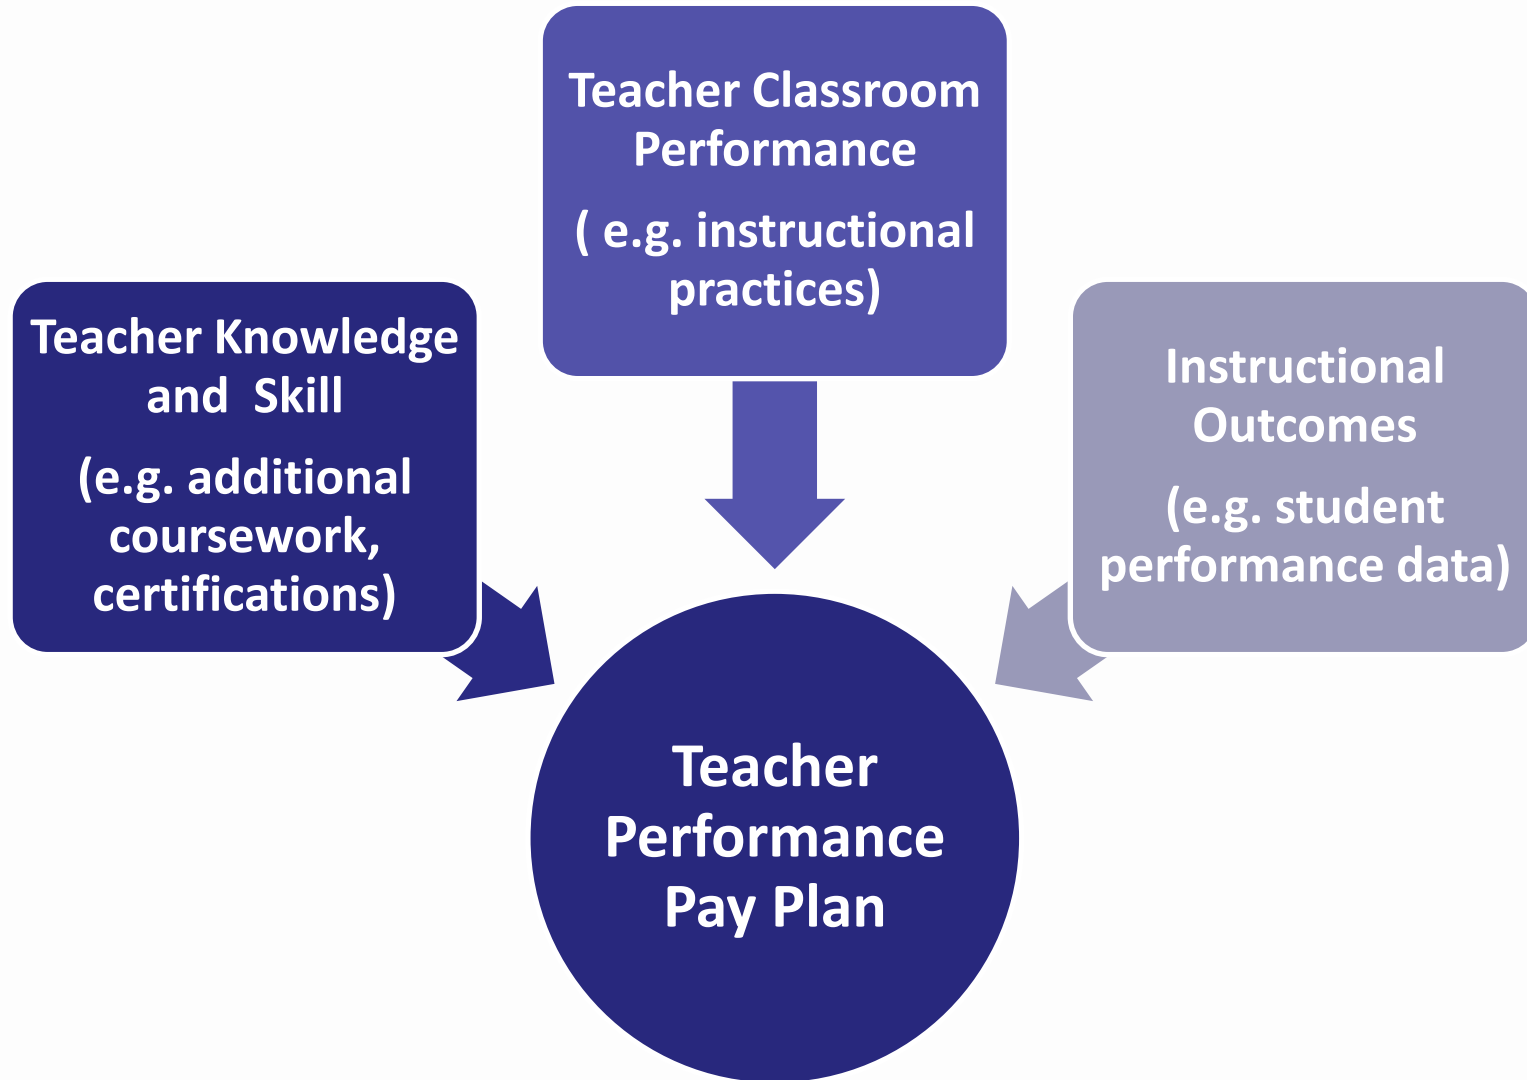 Teacher Classroom
Performance
( e.g. instructional
practices)
Teacher Knowledge
and  Skill
(e.g. additional
coursework,
certifications)
Instructional
Outcomes
(e.g. student
performance data)
Teacher
Performance
Pay Plan